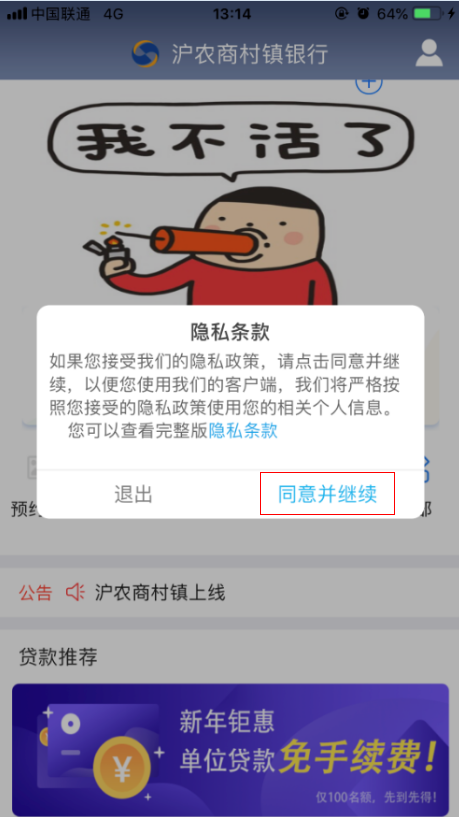 中国联通 4G 13:14 64%
沪农商村镇银行
我不活了
隐私条款
如果您接受我们的隐私政策，请点击同意并继
续，以便您使用我们的客户端，我们将严格按
照您接受的隐私政策使用您的相关个人信息。
您可以查看完整版隐私条款
退出 同意并继续
预约
公告 沪农商村镇上线
贷款推荐
新年钜惠
单位贷款免手续费!
仅100名额，先到先得!